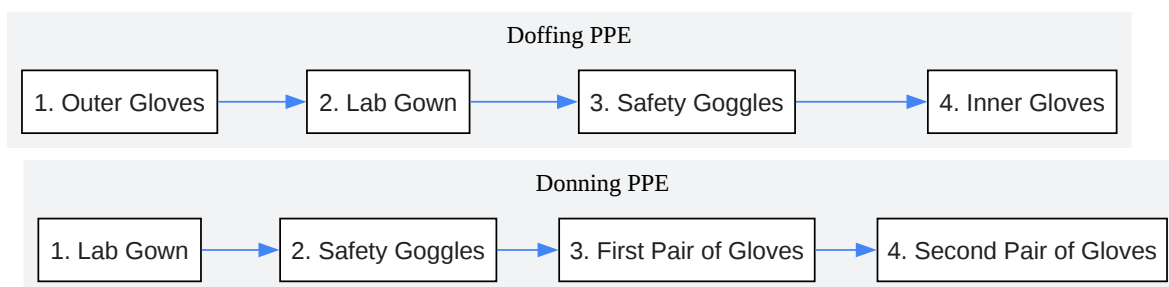 Doffing PPE
1. Outer Gloves
2. Lab Gown
3. Safety Goggles
4. Inner Gloves
Donning PPE
1. Lab Gown
2. Safety Goggles
3. First Pair of Gloves
4. Second Pair of Gloves